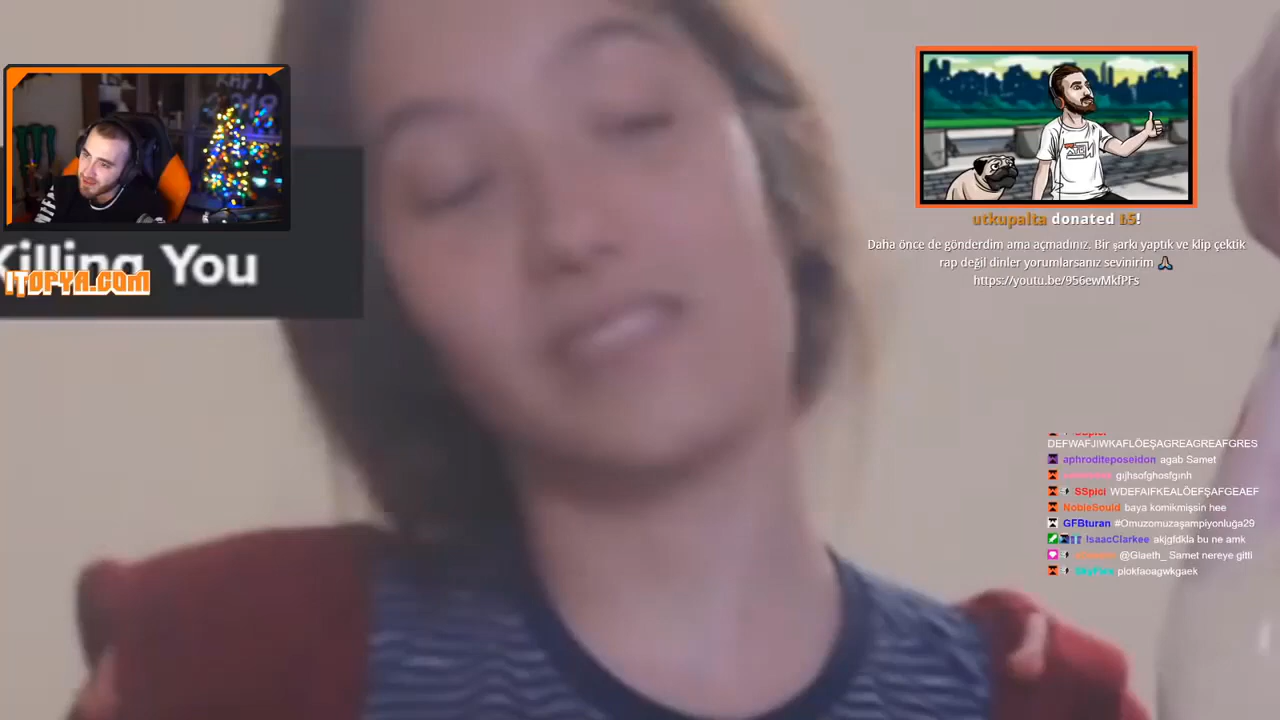 Killing You
ITOPYA.COM
utkupalta donated ₺5!
Daha önce de gönderdim ama açmadınız. Bir şarkı yaptık ve klip çektik
rap değil dinler yorumlarsanız sevinirim 🙏
https://youtu.be/956ewMkfPFs
DEFWAFJIWKAFLÖEŞAGREAGREAFGRES
aphroditeposeidon agab Samet
gıjhsofghosfgınh
SSpici WDEFAIFKEALÖEFŞAFGEAEF
NobleSould baya komikmişsin hee
GFBturan #Omuzomuzaşampiyonluğa29
IsaacClarkee akjgfdkla bu ne amk
@Glaeth_ Samet nereye gitti
plokfaoagwkgaek